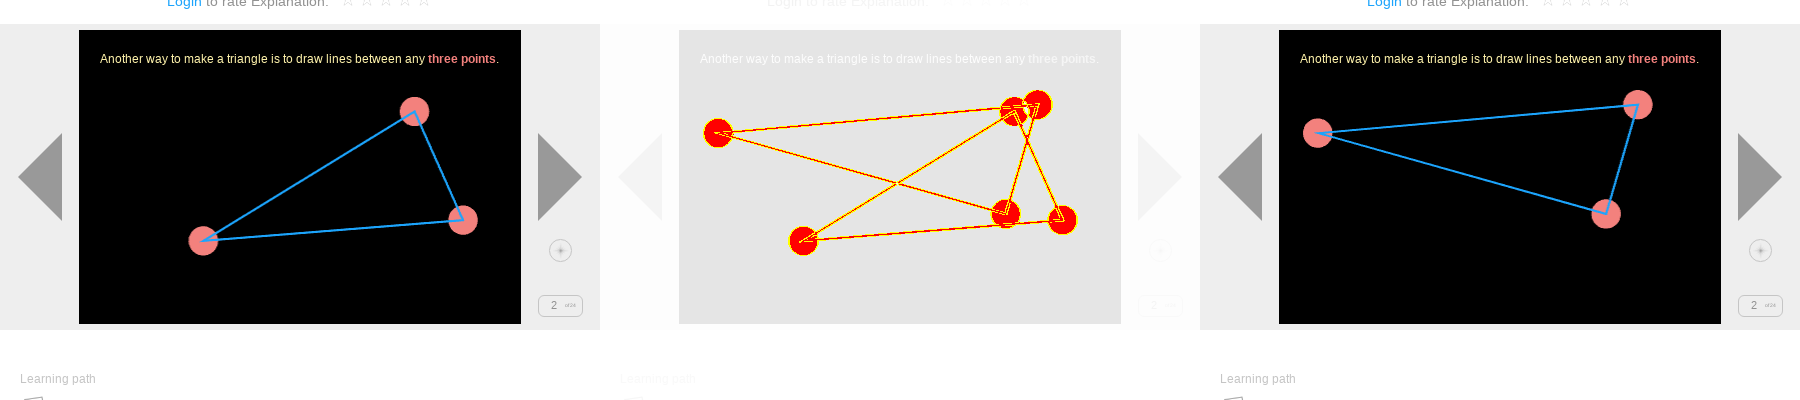 Login to rate Explanation: ☆ ☆ ☆ ☆ ☆
Another way to make a triangle is to draw lines between any three points.
2
Learning path
Login to rate Explanation:
Another way to make a triangle is to draw lines between any three points.
2
Learning path
Login to rate Explanation: ☆ ☆ ☆ ☆ ☆
Another way to make a triangle is to draw lines between any three points.
2
Learning path